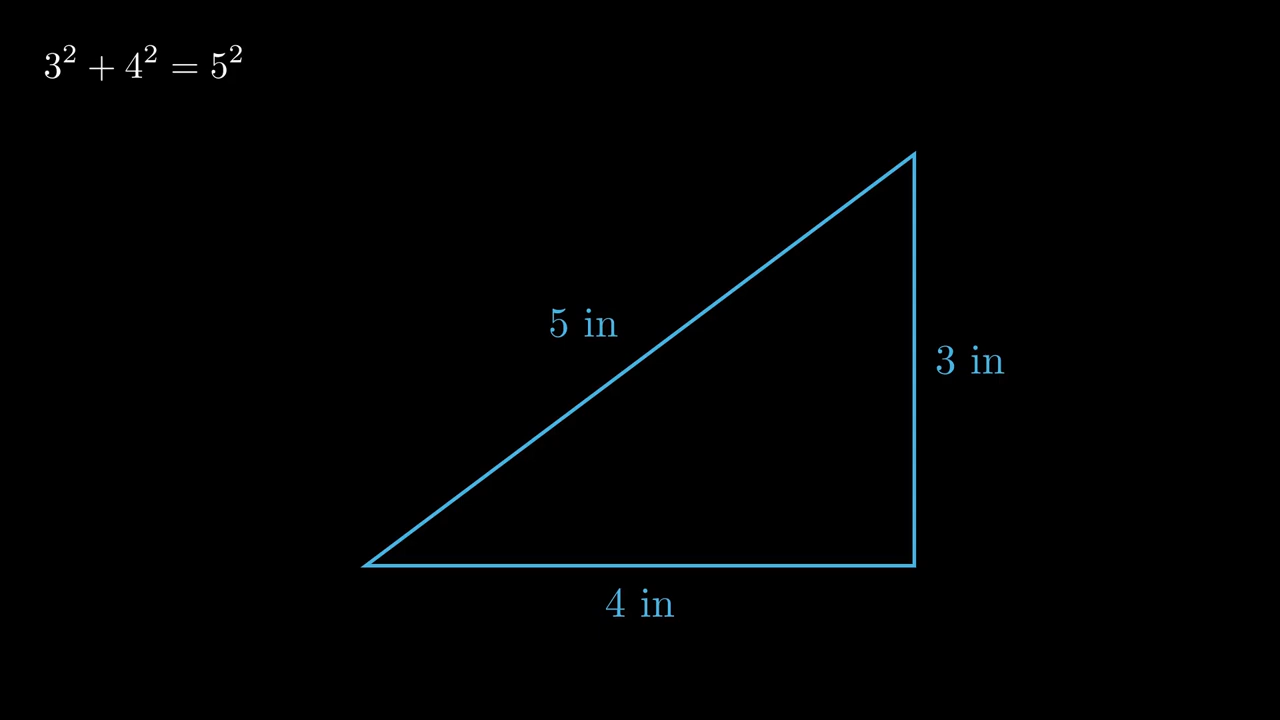 3² + 4² = 5²
5 in
3 in
4 in